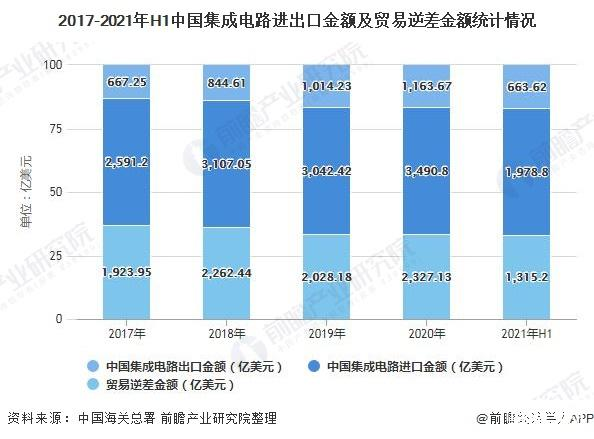 2017-2021年H1中国集成电路进出口金额及贸易逆差金额统计情况
单位：亿美元
100
75
50
25
0
667.25 844.61 1,014.23 1,163.67 663.62
2,591.2 3,107.05 3,042.42 3,490.8 1,978.8
1,923.95 2,262.44 2,028.18 2,327.13 1,315.2
2017年 2018年 2019年 2020年 2021年H1
中国集成电路出口金额（亿美元） 中国集成电路进口金额（亿美元）
贸易逆差金额（亿美元）
资料来源：中国海关总署 前瞻产业研究院整理
前瞻产业研究院